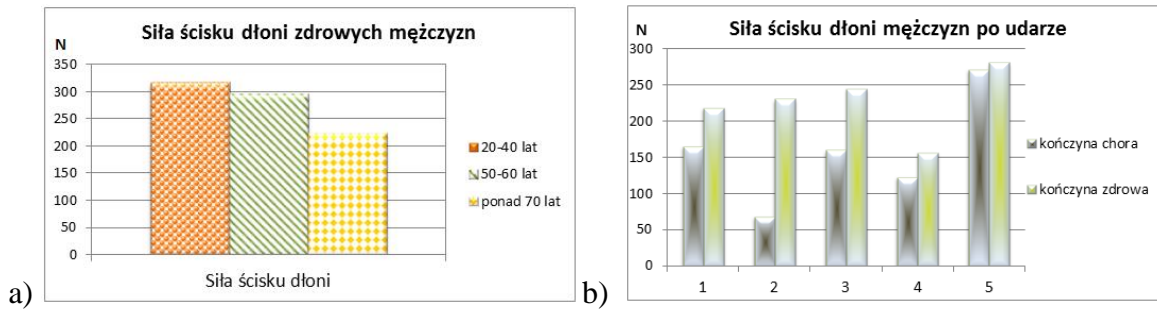 Siła ścisku dłoni zdrowych mężczyzn
N
350
300
250
200
150
100
50
0
Siła ścisku dłoni
20-40 lat
50-60 lat
ponad 70 lat
a)
Siła ścisku dłoni mężczyzn po udarze
N
300
250
200
150
100
50
0
1 2 3 4 5
kończyna chora
kończyna zdrowa
b)